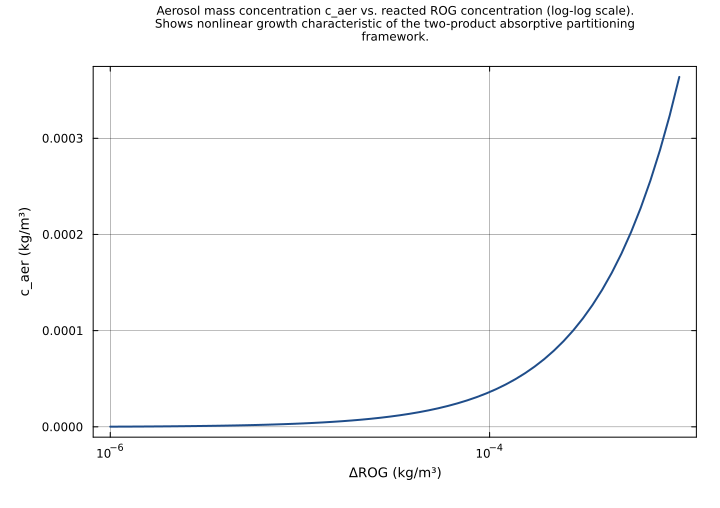 Aerosol mass concentration c_aer vs. reacted ROG concentration (log-log scale).
Shows nonlinear growth characteristic of the two-product absorptive partitioning
framework.
0.0003
0.0002
0.0001
0.0000
c_aer (kg/m³)
10⁻⁶ 10⁻⁴
ΔROG (kg/m³)